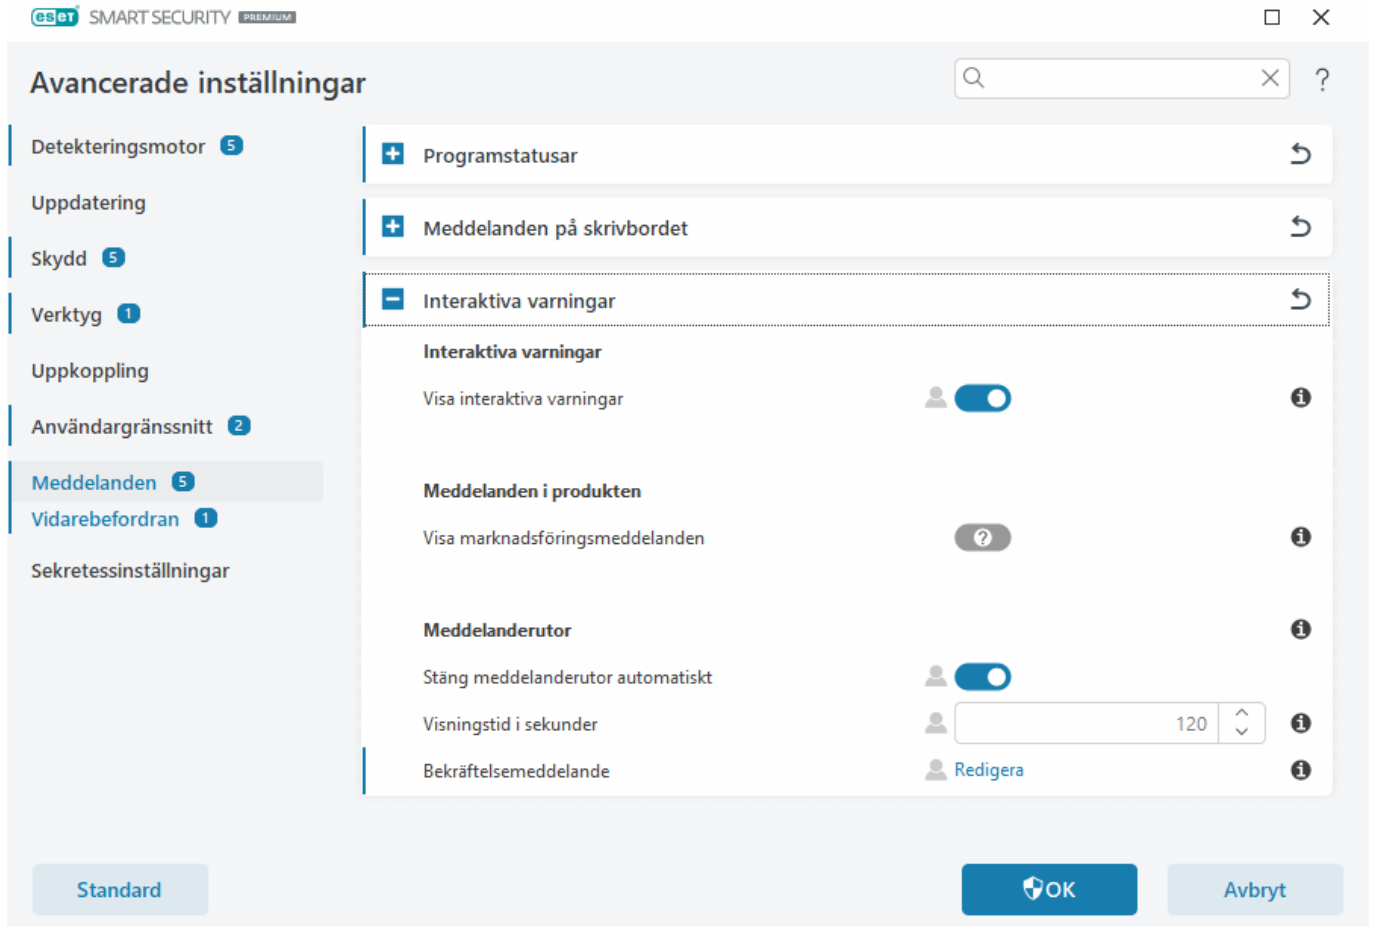 eset SMART SECURITY PREMIUM
Avancerade inställningar
?
Detekteringsmotor 5
Uppdatering
Skydd 5
Verktyg 1
Uppkoppling
Användargränssnitt 2
Meddelanden 5
Vidarebefordran 1
Sekretessinställningar
Programstatusar
Meddelanden på skrivbordet
Interaktiva varningar
Interaktiva varningar
Visa interaktiva varningar
Meddelanden i produkten
Visa marknadsföringsmeddelanden ?
Meddelanderutor
Stäng meddelanderutor automatiskt
Visningstid i sekunder 120
Bekräftelsemeddelande Redigera
Standard
OK
Avbryt